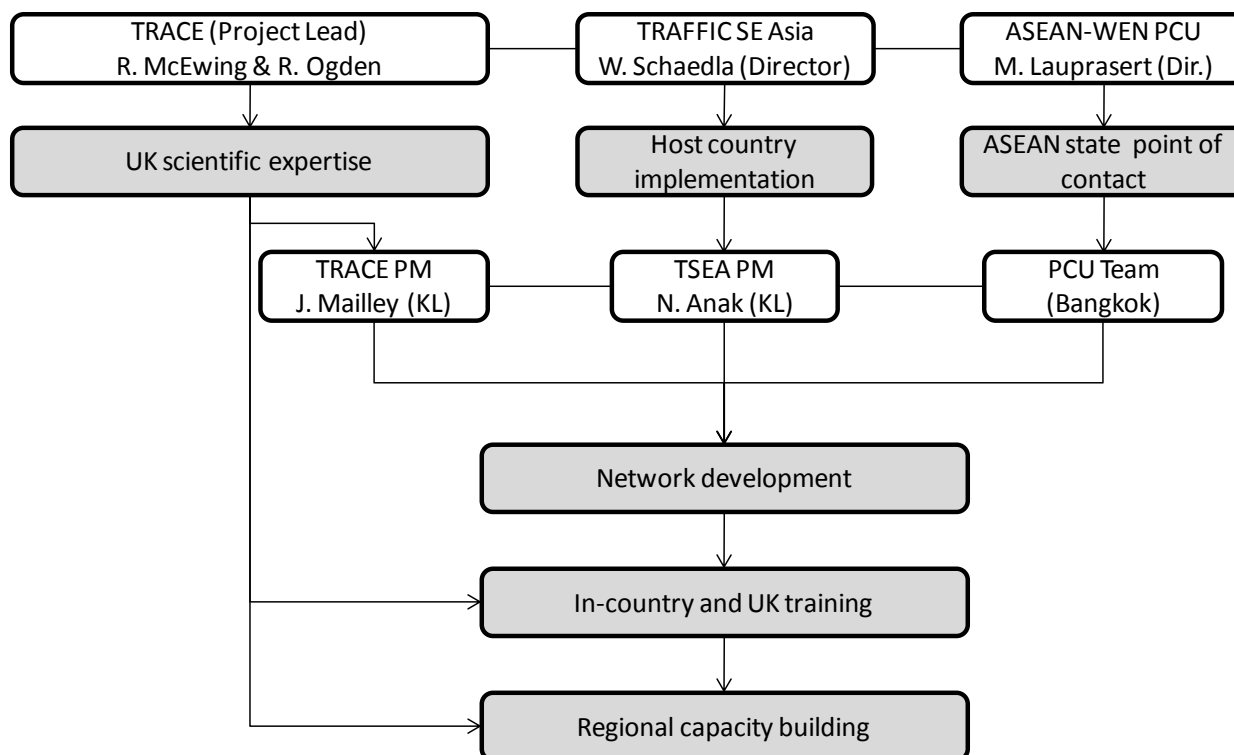 TRACE (Project Lead)
R. McEwing & R. Ogden
TRAFFIC SE Asia
W. Schaedla (Director)
ASEAN-WEN PCU
M. Lauprasert (Dir.)
UK scientific expertise
Host country
implementation
ASEAN state point of
contact
TRACE PM
J. Mailley (KL)
TSEA PM
N. Anak (KL)
PCU Team
(Bangkok)
Network development
In-country and UK training
Regional capacity building